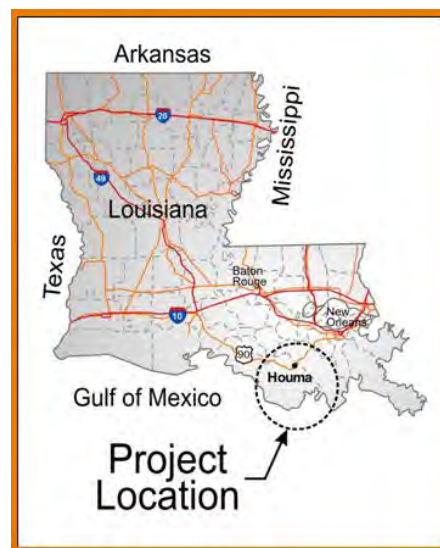 Arkansas
20
Mississippi
49
Louisiana
Texas
Baton
Rouge
New
Orleans
10
90
Houma
Gulf of Mexico
Project
Location